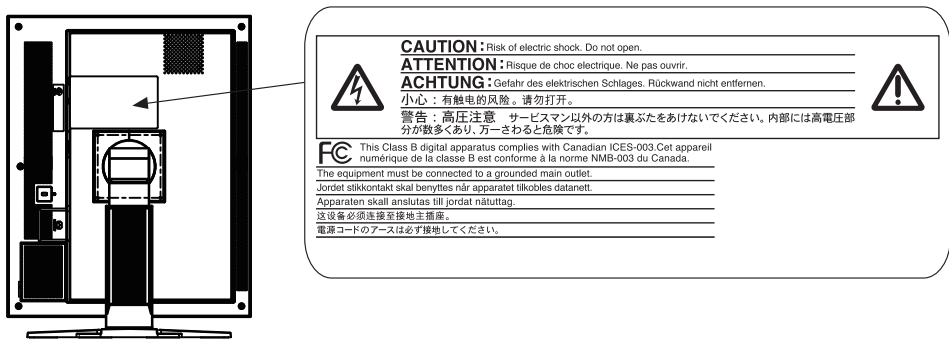 CAUTION : Risk of electric shock. Do not open.
ATTENTION : Risque de choc electrique. Ne pas ouvrir.
ACHTUNG : Gefahr des elektrischen Schlages. Rückwand nicht entfernen.
小心 : 有触电的风险。请勿打开。
警告 : 高圧注意 サービスマン以外の方は裏ぶたをあけないでください。内部には高電圧部
分が数多くあり、万一さわると危険です。
FC This Class B digital apparatus complies with Canadian ICES-003.Cet appareil
numérique de la classe B est conforme à la norme NMB-003 du Canada.
The equipment must be connected to a grounded main outlet.
Jordet stikkontakt skal benyttes når apparatet tilkobles datanett.
Apparaten skall anslutas till jordat nätuttag.
这设备必须连接至接地主插座。
電源コードのアースは必ず接地してください。